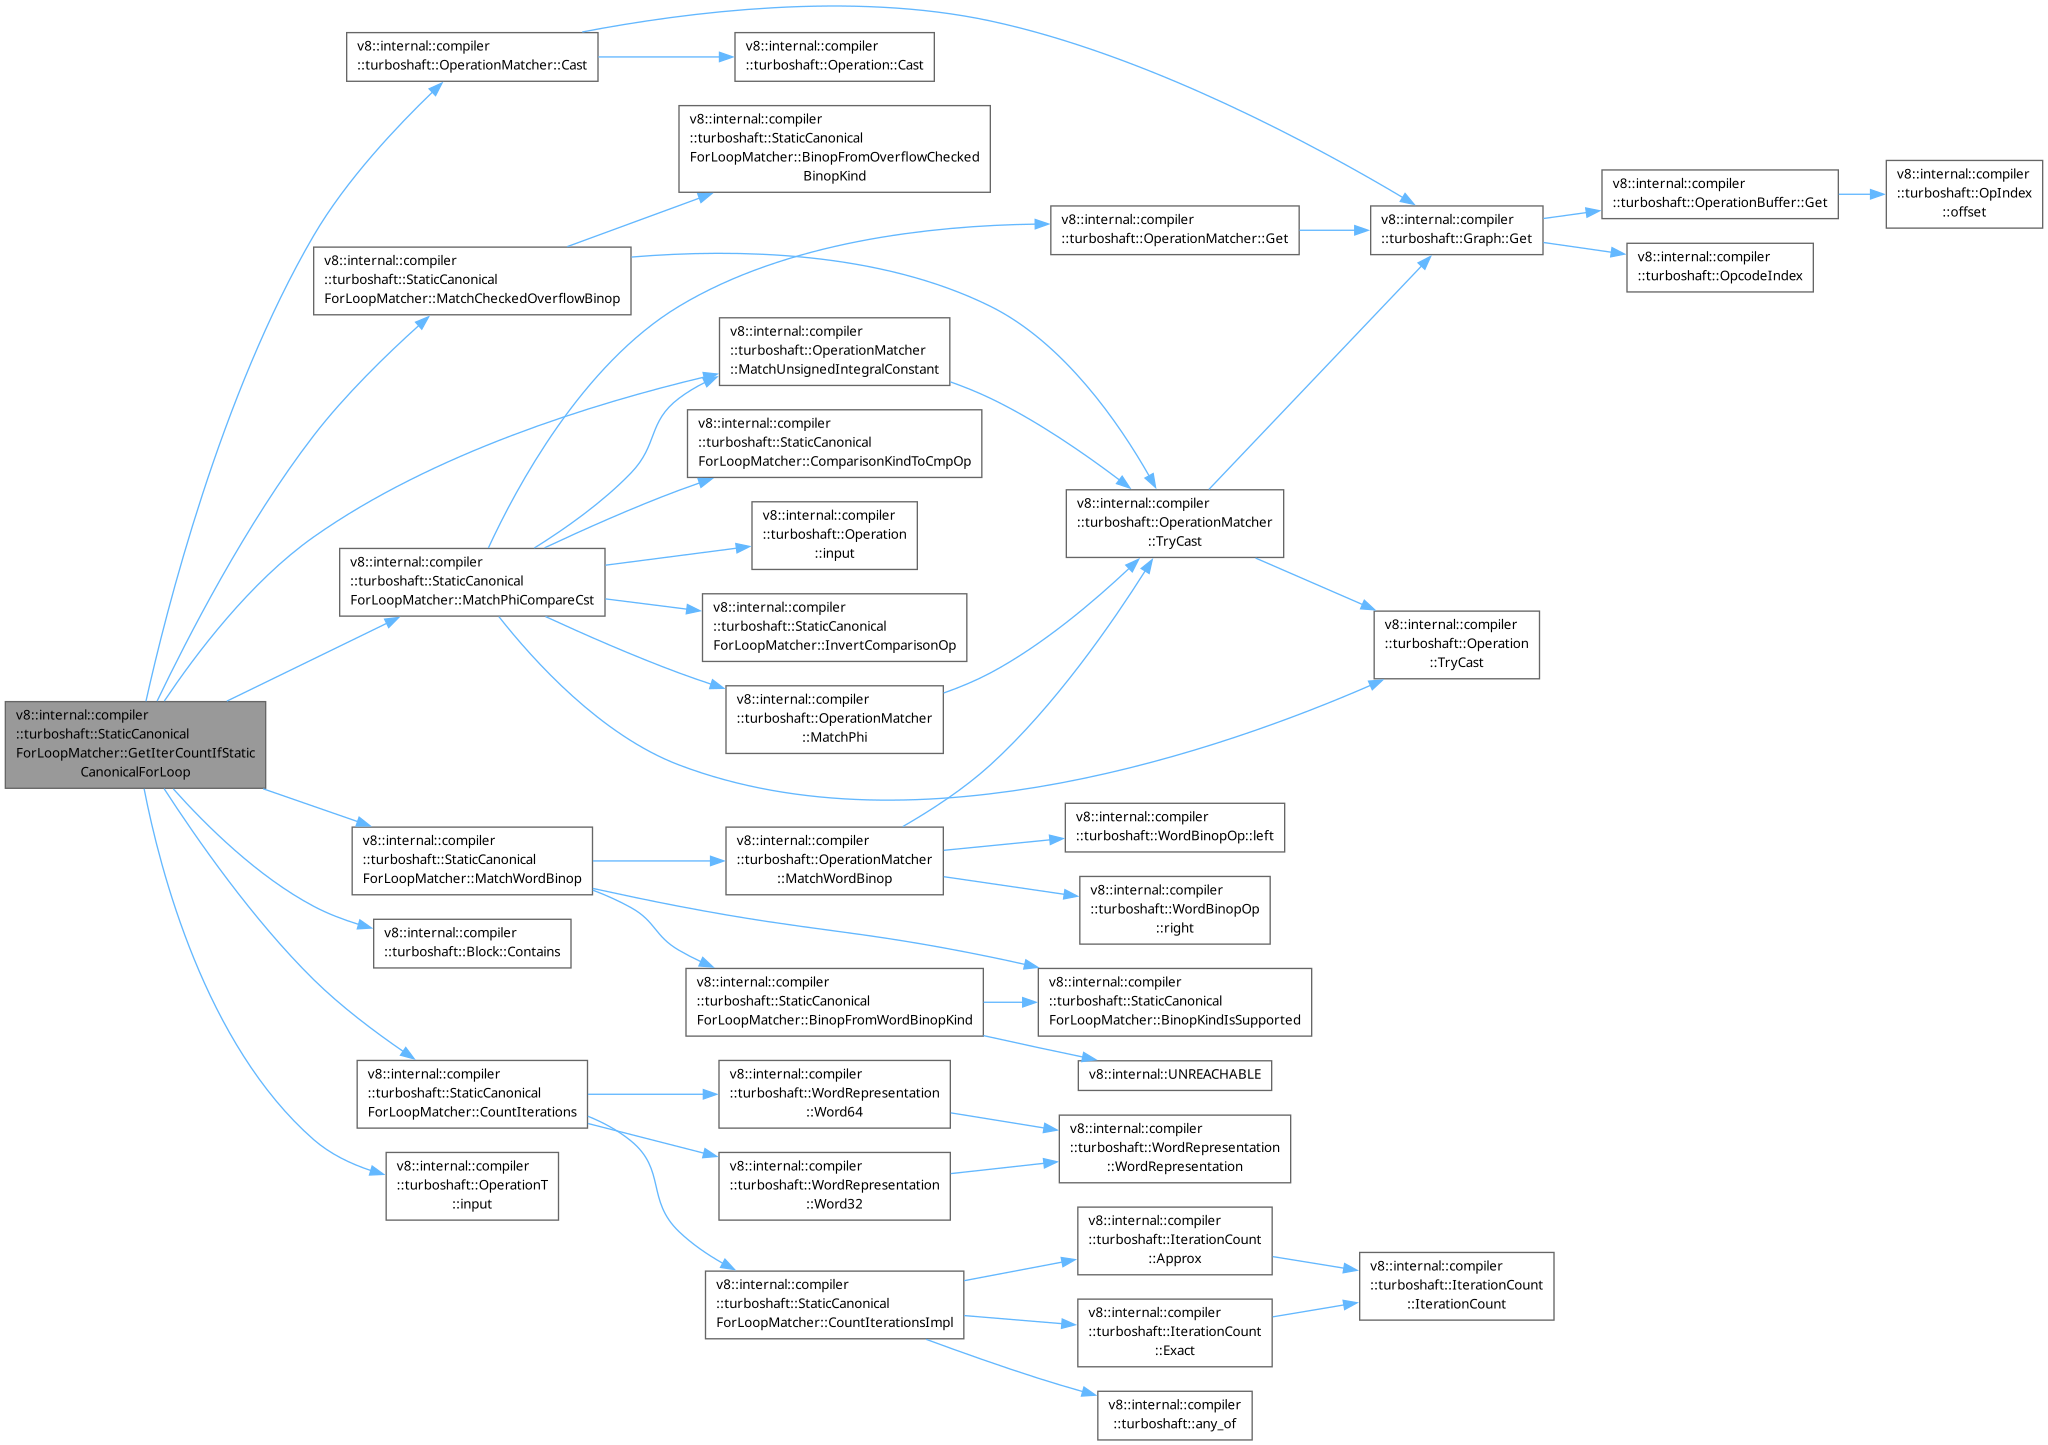 v8::internal::compiler
::turboshaft::OperationMatcher::Cast
v8::internal::compiler
::turboshaft::Operation::Cast
v8::internal::compiler
::turboshaft::StaticCanonical
ForLoopMatcher::BinopFromOverflowChecked
BinopKind
v8::internal::compiler
::turboshaft::OperationBuffer::Get
v8::internal::compiler
::turboshaft::OpIndex
::offset
v8::internal::compiler
::turboshaft::OperationMatcher::Get
v8::internal::compiler
::turboshaft::Graph::Get
v8::internal::compiler
::turboshaft::OpcodeIndex
v8::internal::compiler
::turboshaft::StaticCanonical
ForLoopMatcher::MatchCheckedOverflowBinop
v8::internal::compiler
::turboshaft::OperationMatcher
::MatchUnsignedIntegralConstant
v8::internal::compiler
::turboshaft::StaticCanonical
ForLoopMatcher::ComparisonKindToCmpOp
v8::internal::compiler
::turboshaft::OperationMatcher
::TryCast
v8::internal::compiler
::turboshaft::Operation
::input
v8::internal::compiler
::turboshaft::StaticCanonical
ForLoopMatcher::MatchPhiCompareCst
v8::internal::compiler
::turboshaft::StaticCanonical
ForLoopMatcher::InvertComparisonOp
v8::internal::compiler
::turboshaft::Operation
::TryCast
v8::internal::compiler
::turboshaft::OperationMatcher
::MatchPhi
v8::internal::compiler
::turboshaft::StaticCanonical
ForLoopMatcher::GetIterCountIfStatic
CanonicalForLoop
v8::internal::compiler
::turboshaft::WordBinopOp::left
v8::internal::compiler
::turboshaft::StaticCanonical
ForLoopMatcher::MatchWordBinop
v8::internal::compiler
::turboshaft::OperationMatcher
::MatchWordBinop
v8::internal::compiler
::turboshaft::WordBinopOp
::right
v8::internal::compiler
::turboshaft::Block::Contains
v8::internal::compiler
::turboshaft::StaticCanonical
ForLoopMatcher::BinopFromWordBinopKind
v8::internal::compiler
::turboshaft::StaticCanonical
ForLoopMatcher::BinopKindIsSupported
v8::internal::UNREACHABLE
v8::internal::compiler
::turboshaft::StaticCanonical
ForLoopMatcher::CountIterations
v8::internal::compiler
::turboshaft::WordRepresentation
::Word64
v8::internal::compiler
::turboshaft::WordRepresentation
::WordRepresentation
v8::internal::compiler
::turboshaft::OperationT
::input
v8::internal::compiler
::turboshaft::WordRepresentation
::Word32
v8::internal::compiler
::turboshaft::IterationCount
::Approx
v8::internal::compiler
::turboshaft::IterationCount
::IterationCount
v8::internal::compiler
::turboshaft::StaticCanonical
ForLoopMatcher::CountIterationsImpl
v8::internal::compiler
::turboshaft::IterationCount
::Exact
v8::internal::compiler
::turboshaft::any_of